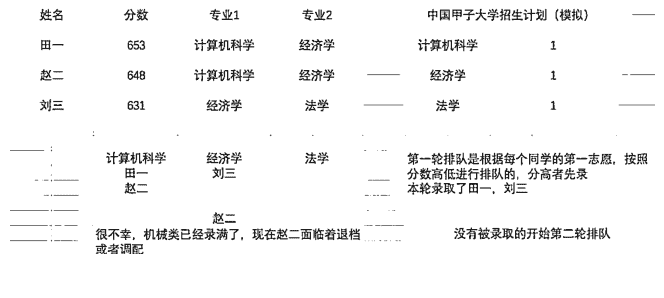 姓名 分数 专业1 专业2 中国甲子大学招生计划（模拟）
田一 653 计算机科学 经济学 计算机科学 1
赵二 648 计算机科学 经济学 经济学 1
刘三 631 经济学 法学 法学 1
计算机科学 经济学 法学
田一 刘三
赵二
第一轮排队是根据每个同学的第一志愿，按照
分数高低进行排队的，分高者先录
本轮录取了田一，刘三
赵二
很不幸，机械类已经录满了，现在赵二面临着退档
或者调配
没有被录取的开始第二轮排队